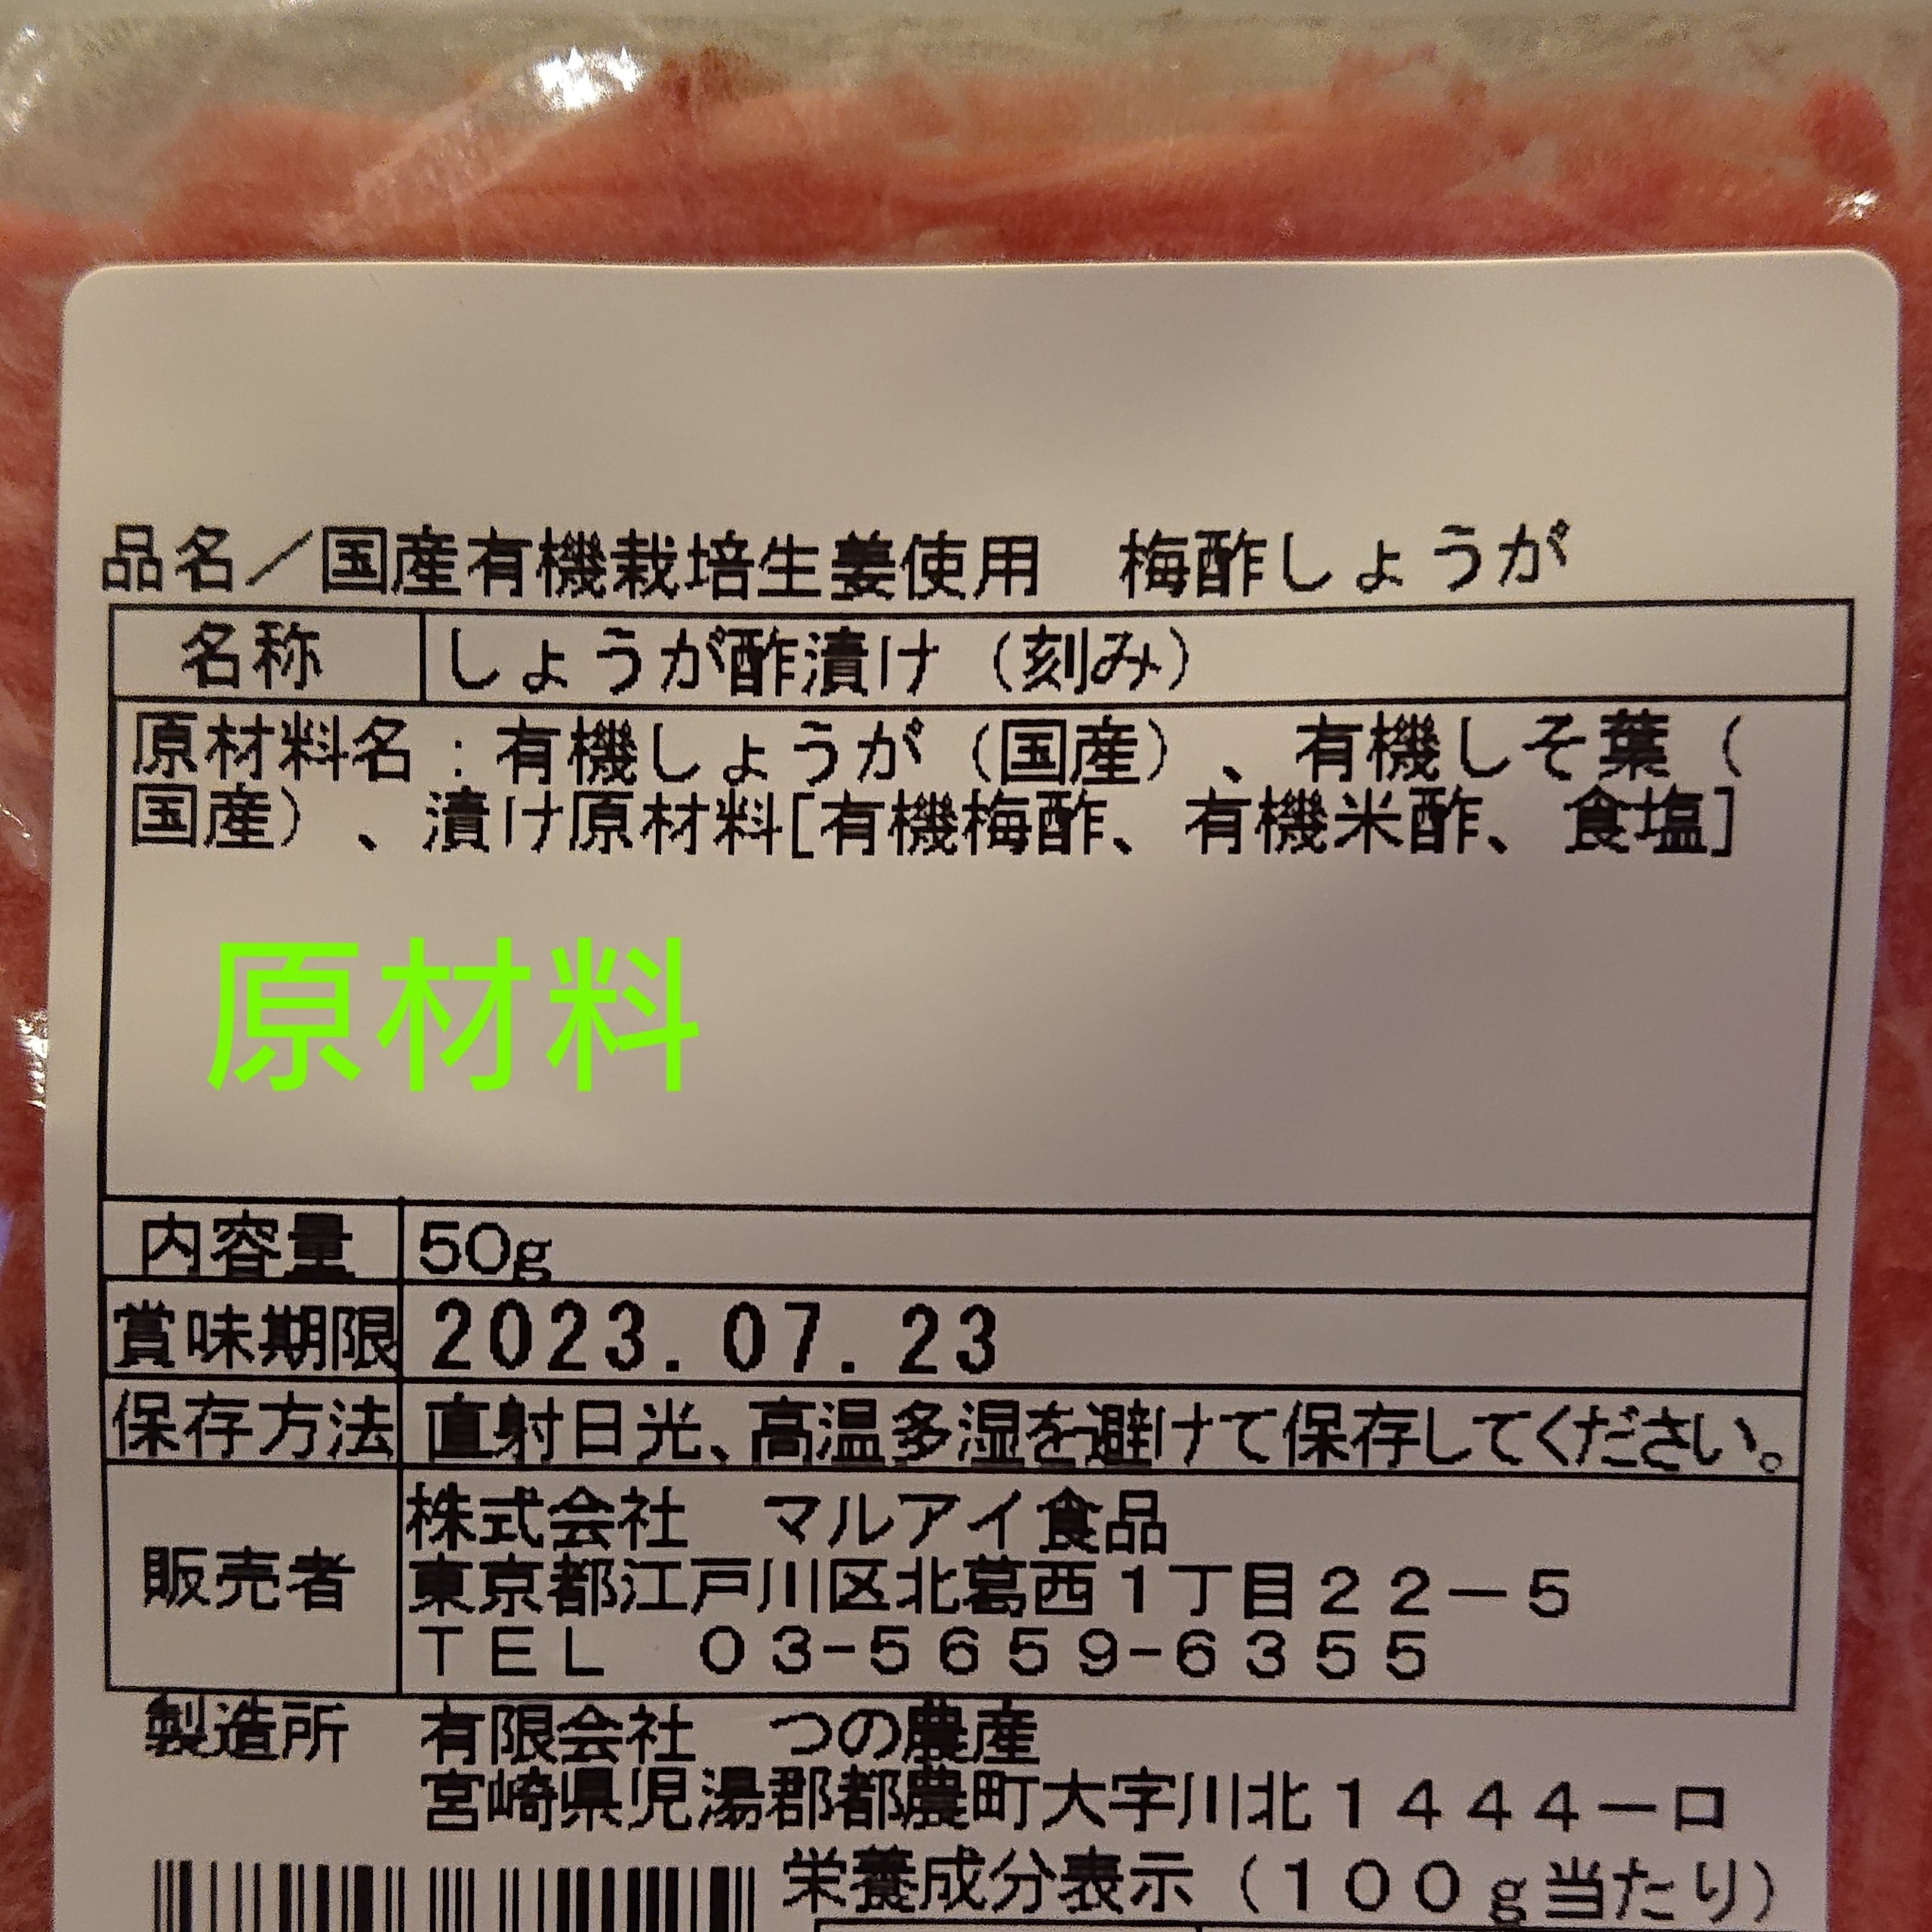 品名／国産有機栽培生姜使用　梅酢しょうが
名称　しょうが酢漬け（刻み）
原材料名：有機しょうが（国産）、有機しそ葉（
国産）、漬け原材料[有機梅酢、有機米酢、食塩]
原材料
内容量　50g
賞味期限　2023.07.23
保存方法　直射日光、高温多湿を避けて保存してください。
株式会社　マルアイ食品
販売者　東京都江戸川区北葛西１丁目２２－５
ＴＥＬ　０３-５６５９-６３５５
製造所　有限会社　つの農産
宮崎県児湯郡都農町大字川北１４４４－ロ
栄養成分表示（１００ｇ当たり）